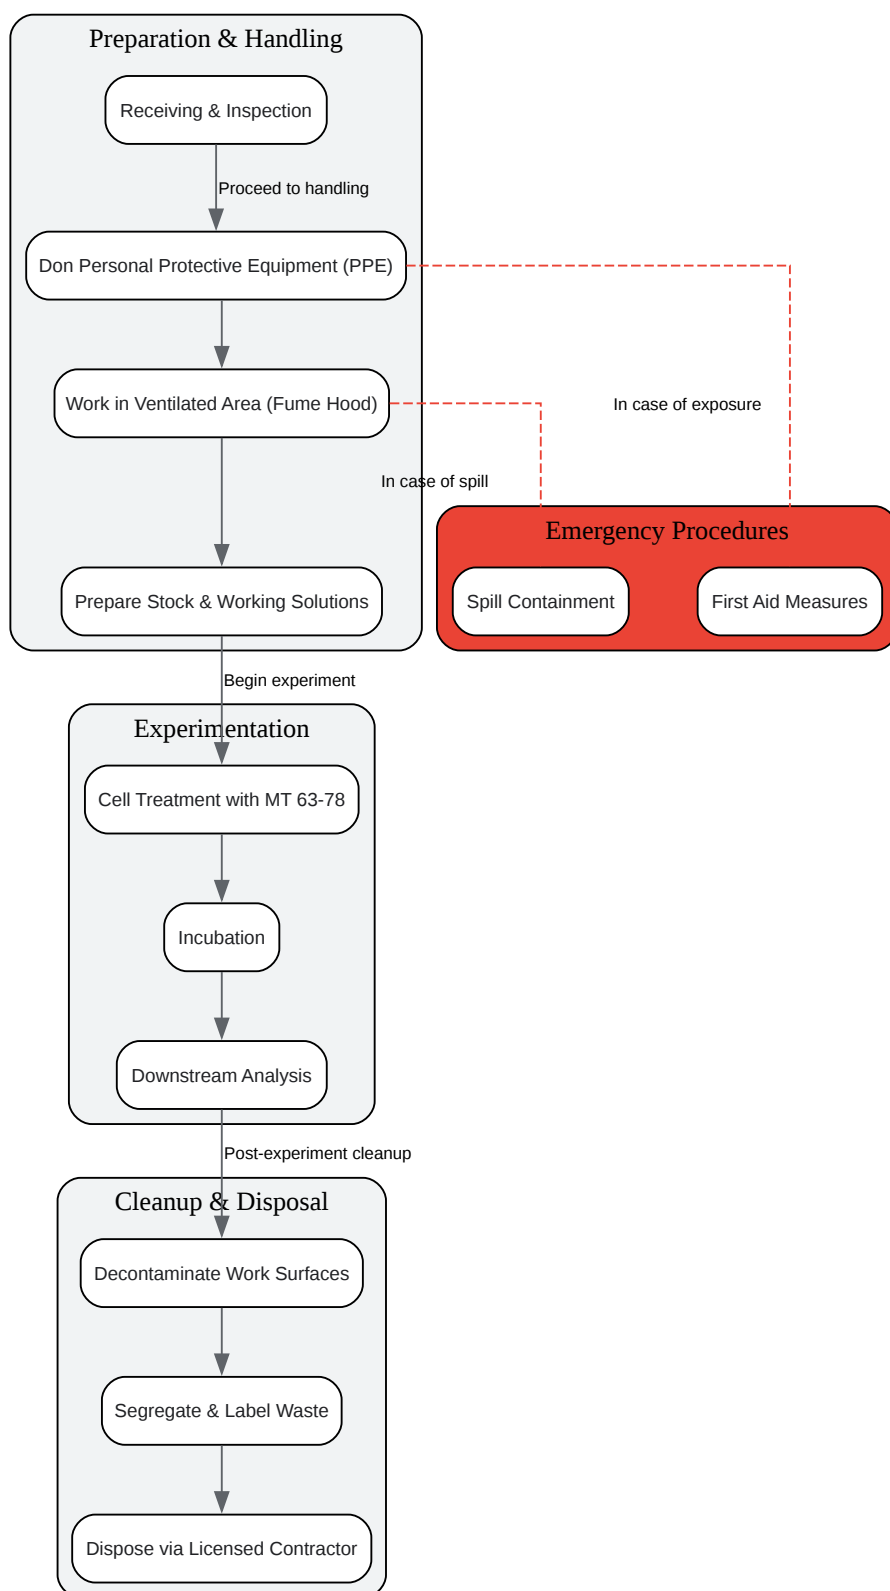 Preparation & Handling
Receiving & Inspection
Proceed to handling
Don Personal Protective Equipment (PPE)
Work in Ventilated Area (Fume Hood)
In case of exposure
In case of spill
Emergency Procedures
Prepare Stock & Working Solutions
Spill Containment
First Aid Measures
Begin experiment
Experimentation
Cell Treatment with MT 63-78
Incubation
Downstream Analysis
Post-experiment cleanup
Cleanup & Disposal
Decontaminate Work Surfaces
Segregate & Label Waste
Dispose via Licensed Contractor